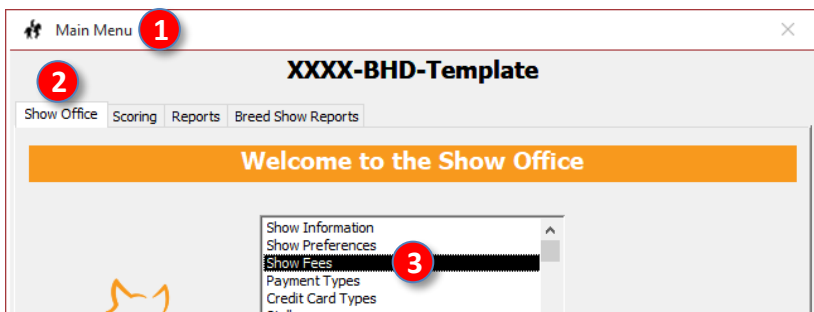 Main Menu 1
XXXX-BHD-Template
2
Show Office Scoring Reports Breed Show Reports
Welcome to the Show Office
Show Information
Show Preferences
Show Fees 3
Payment Types
Credit Card Types